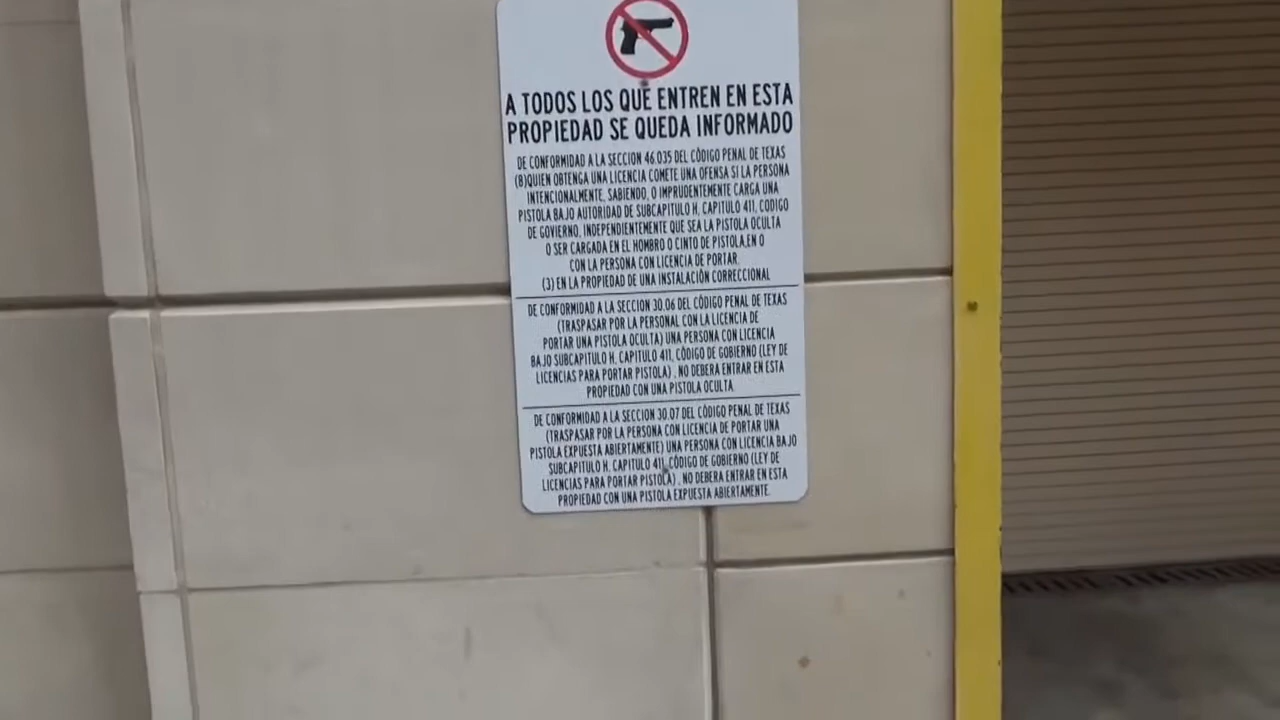 A TODOS LOS QUE ENTREN EN ESTA
PROPIEDAD SE QUEDA INFORMADO
DE CONFORMIDAD A LA SECCION 46.035 DEL CÓDIGO PENAL DE TEXAS
(B)QUIEN OBTENGA UNA LICENCIA COMETE UNA OFENSA SI LA PERSONA
INTENCIONALMENTE, SABIENDO, O IMPRUDENTEMENTE CARGA UNA
PISTOLA BAJO AUTORIDAD DE SUBCAPITULO H, CAPITULO 411, CODIGO
DE GOVIERNO, INDEPENDIENTEMENTE QUE SEA LA PISTOLA OCULTA
O SER CARGADA EN EL HOMBRO O CINTO DE PISTOLA,EN O
CON LA PERSONA CON LICENCIA DE PORTAR.
(3) EN LA PROPIEDAD DE UNA INSTALACIÓN CORRECCIONAL
DE CONFORMIDAD A LA SECCIÓN 30.06 DEL CÓDIGO PENAL DE TEXAS
(TRASPASAR POR LA PERSONAL CON LA LICENCIA DE
PORTAR UNA PISTOLA OCULTA) UNA PERSONA CON LICENCIA
BAJO SUBCAPITULO H, CAPITULO 411, CÓDIGO DE GOBIERNO (LEY DE
LICENCIAS PARA PORTAR PISTOLA) , NO DEBERA ENTRAR EN ESTA
PROPIEDAD CON UNA PISTOLA OCULTA.
DE CONFORMIDAD A LA SECCIÓN 30.07 DEL CÓDIGO PENAL DE TEXAS
(TRASPASAR POR LA PERSONA CON LICENCIA DE PORTAR UNA
PISTOLA EXPUESTA ABIERTAMENTE) UNA PERSONA CON LICENCIA BAJO
SUBCAPITULO H, CAPITULO 411, CÓDIGO DE GOBIERNO (LEY DE
LICENCIAS PARA PORTAR PISTOLA) , NO DEBERA ENTRAR EN ESTA
PROPIEDAD CON UNA PISTOLA EXPUESTA ABIERTAMENTE.